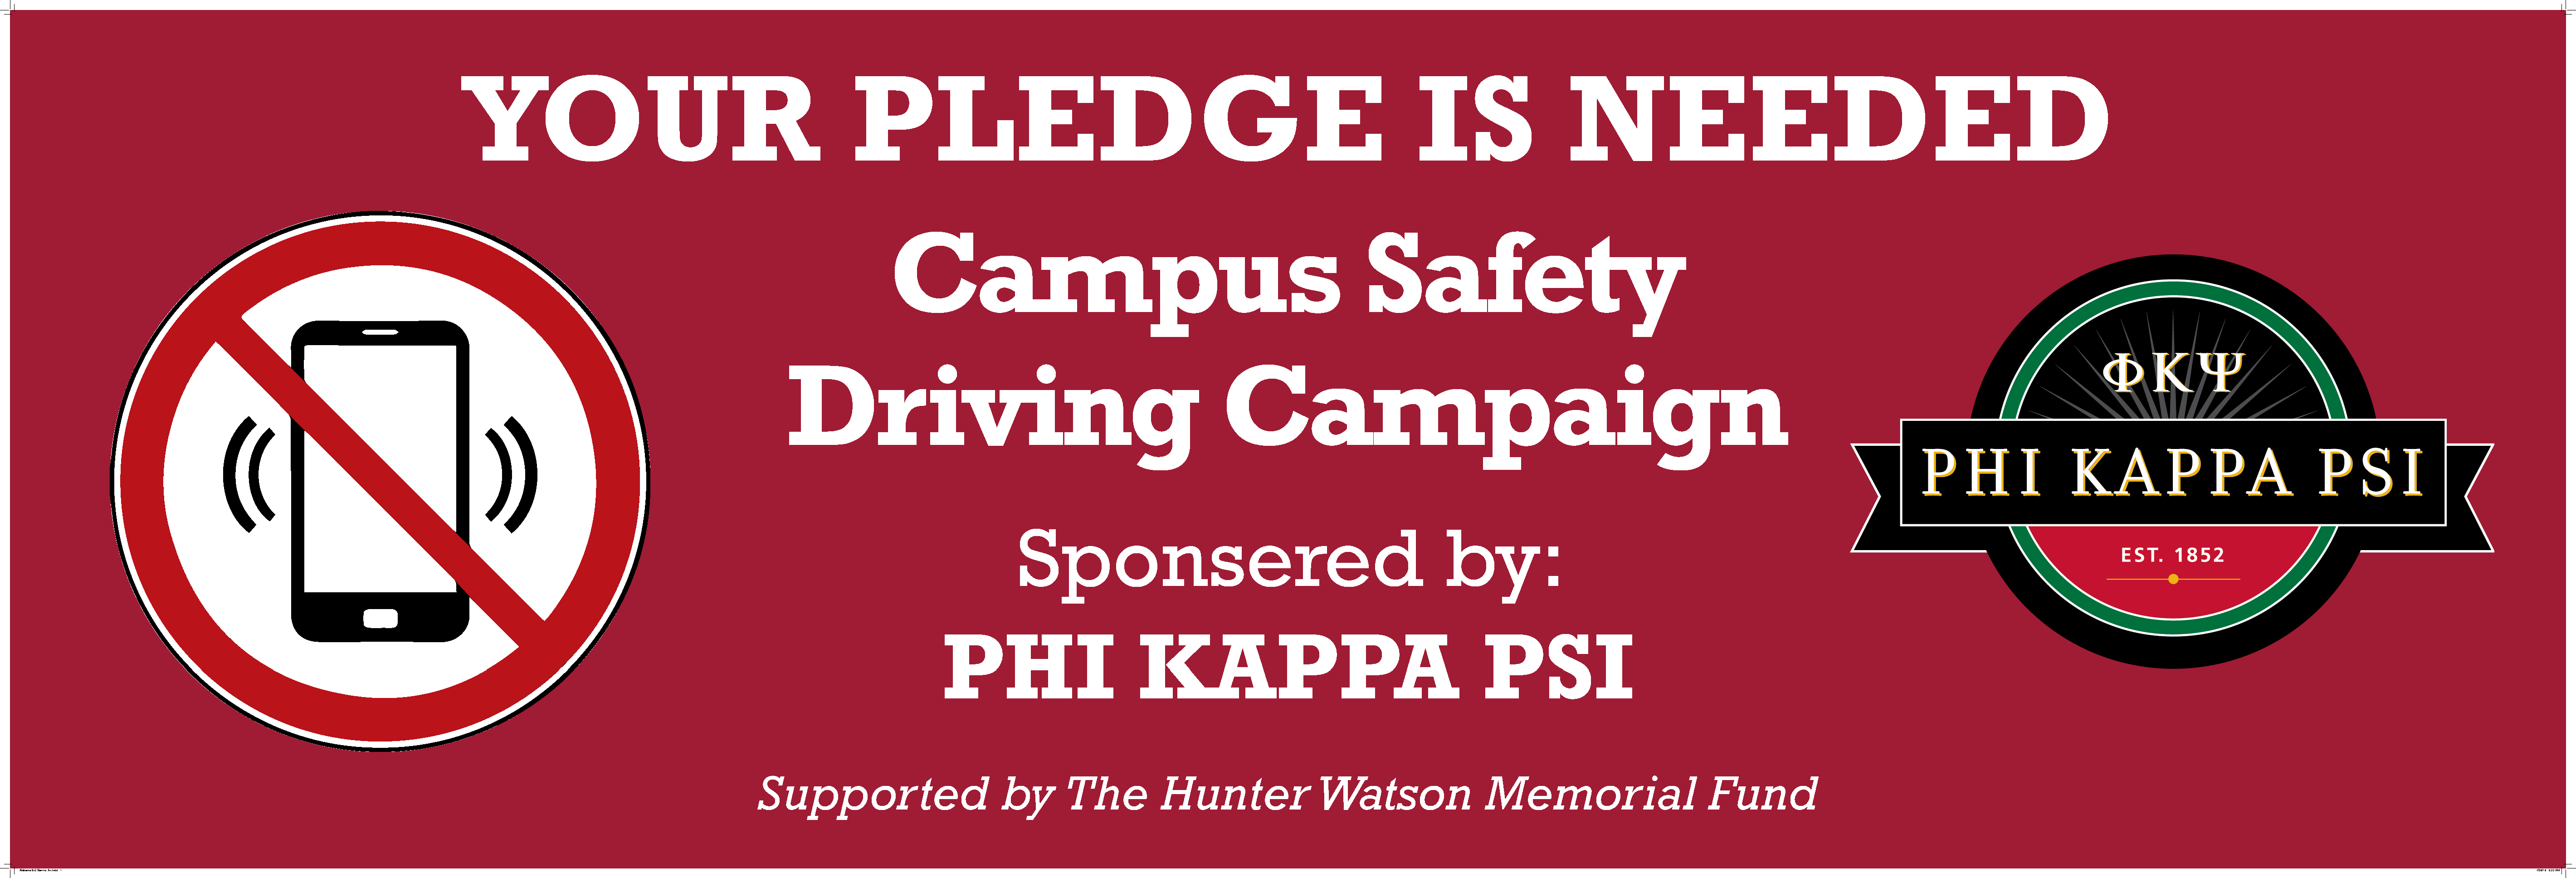 YOUR PLEDGE IS NEEDED
Campus Safety
Driving Campaign
Sponsered by:
PHI KAPPA PSI
Supported by The Hunter Watson Memorial Fund
ΦΚΨ
PHI KAPPA PSI
EST. 1852